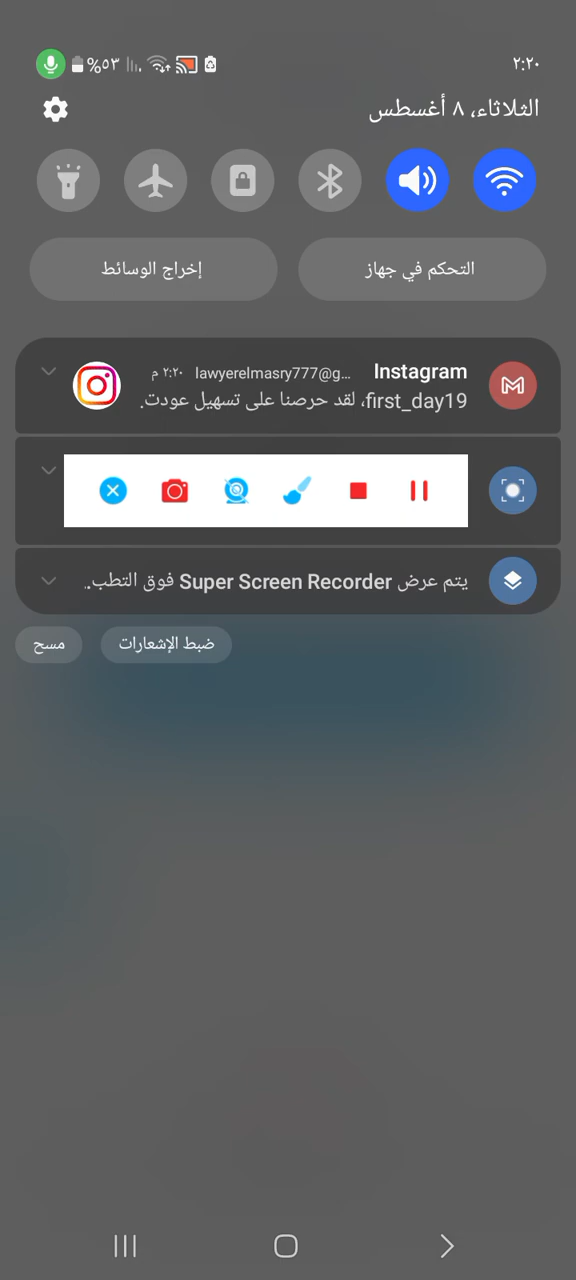 ٢:٢٠
%٥٣
الثلاثاء، ٨ أغسطس
التحكم في جهاز
إخراج الوسائط
Instagram lawyerelmasry777@g... ٢:٢٠ م
first_day19، لقد حرصنا على تسهيل عودت.
يتم عرض Super Screen Recorder فوق التطب..
ضبط الإشعارات
مسح